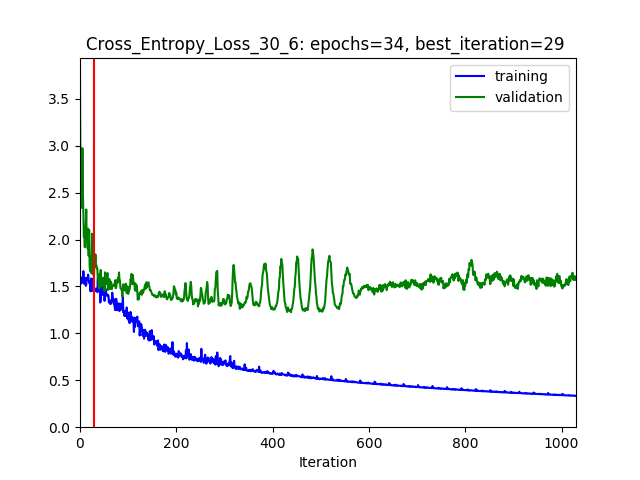 Cross_Entropy_Loss_30_6: epochs=34, best_iteration=29
training
validation
3.5
3.0
2.5
2.0
1.5
1.0
0.5
0.0
0 200 400 600 800 1000
Iteration